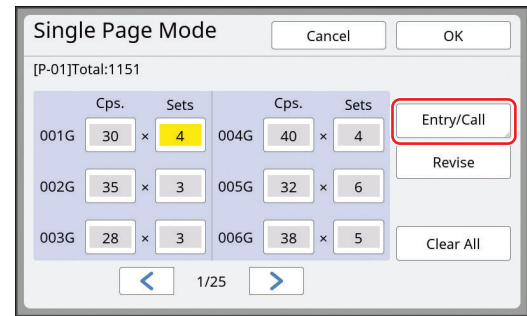 Single Page Mode Cancel OK
[P-01]Total:1151
Cps. Sets Cps. Sets
001G 30 × 4 004G 40 × 4
Entry/Call
002G 35 × 3 005G 32 × 6
Revise
003G 28 × 3 006G 38 × 5
Clear All
< 1/25 >